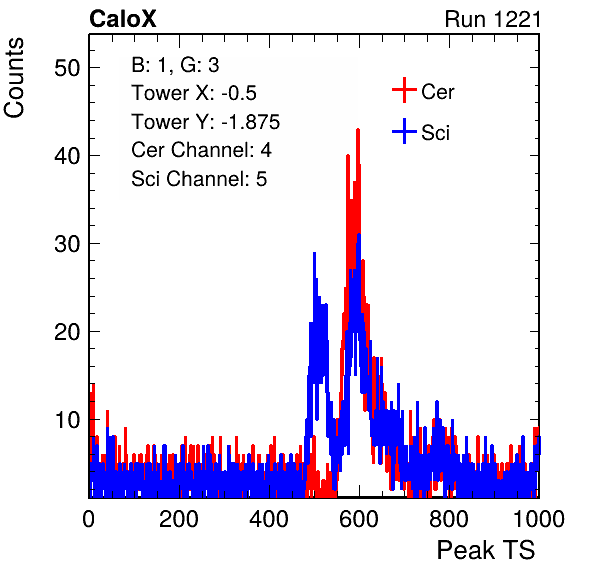 CaloX Run 1221
Counts
50
40
30
20
10
B: 1, G: 3
Tower X: -0.5
Tower Y: -1.875
Cer Channel: 4
Sci Channel: 5
Cer
Sci
0 200 400 600 800 1000
Peak TS